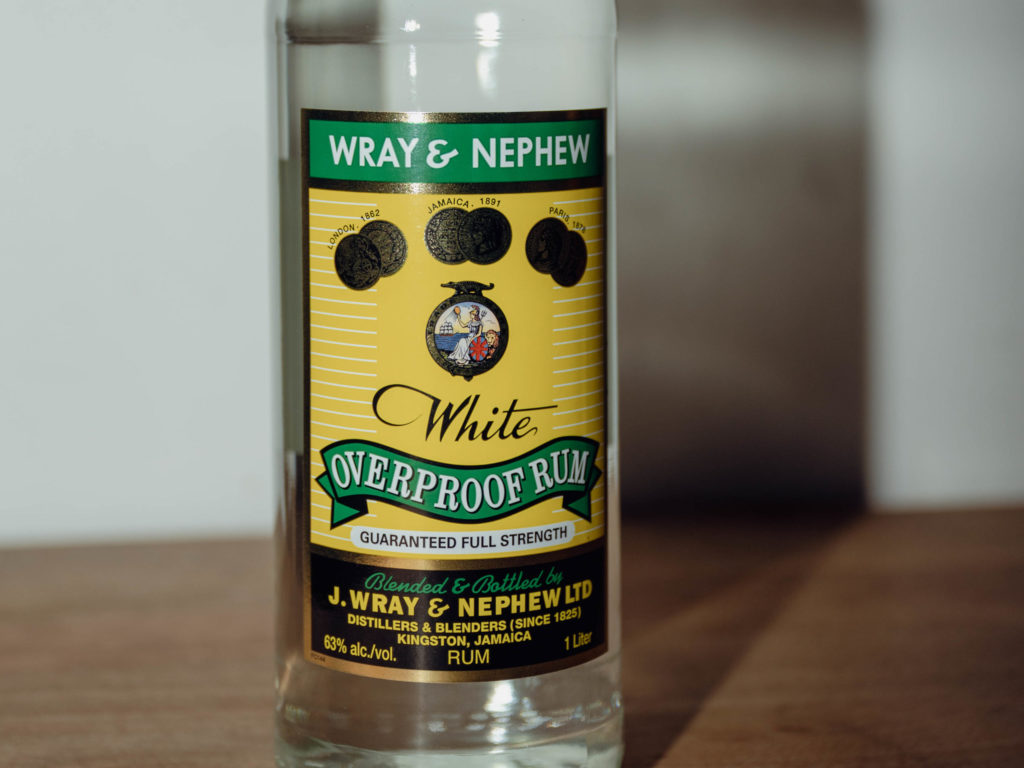 WRAY & NEPHEW
LONDON · 1862
JAMAICA · 1891
PARIS, 1878
White
OVERPROOF RUM
GUARANTEED FULL STRENGTH
Blended & Bottled by
J. WRAY & NEPHEW LTD
DISTILLERS & BLENDERS (SINCE 1825)
KINGSTON, JAMAICA
63% alc./vol.
RUM
1 Liter